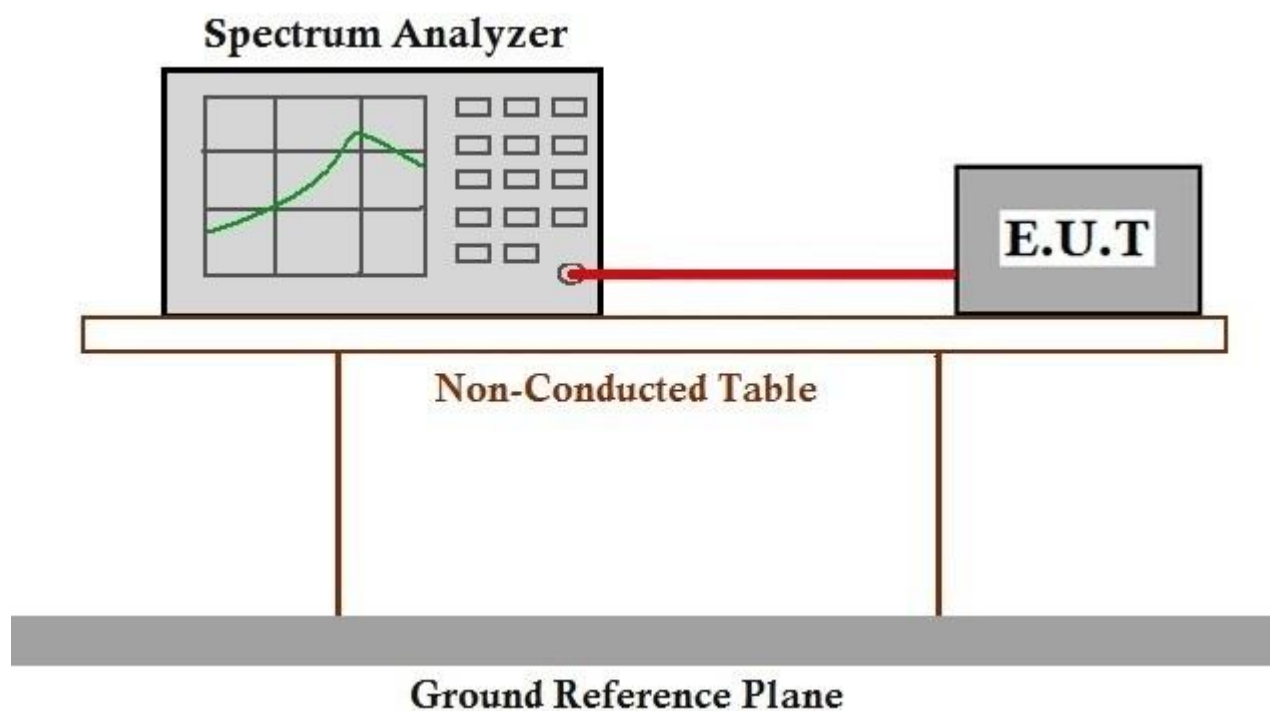 Spectrum Analyzer
E.U.T
Non-Conducted Table
Ground Reference Plane